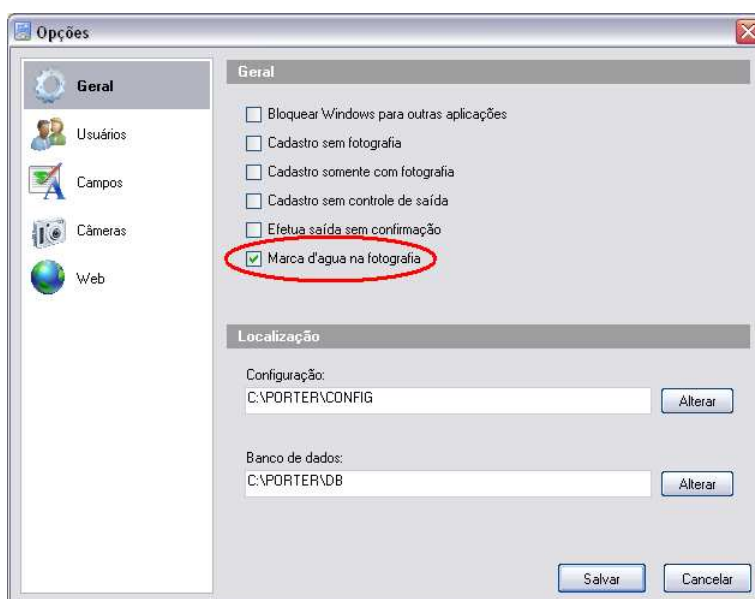 Opções
Geral
Usuários
Campos
Câmeras
Web
Geral
Bloquear Windows para outras aplicações
Cadastro sem fotografia
Cadastro somente com fotografia
Cadastro sem controle de saída
Efetua saída sem confirmação
Marca d'agua na fotografia
Localização
Configuração:
C:\PORTER\CONFIG
Alterar
Banco de dados:
C:\PORTER\DB
Alterar
Salvar
Cancelar